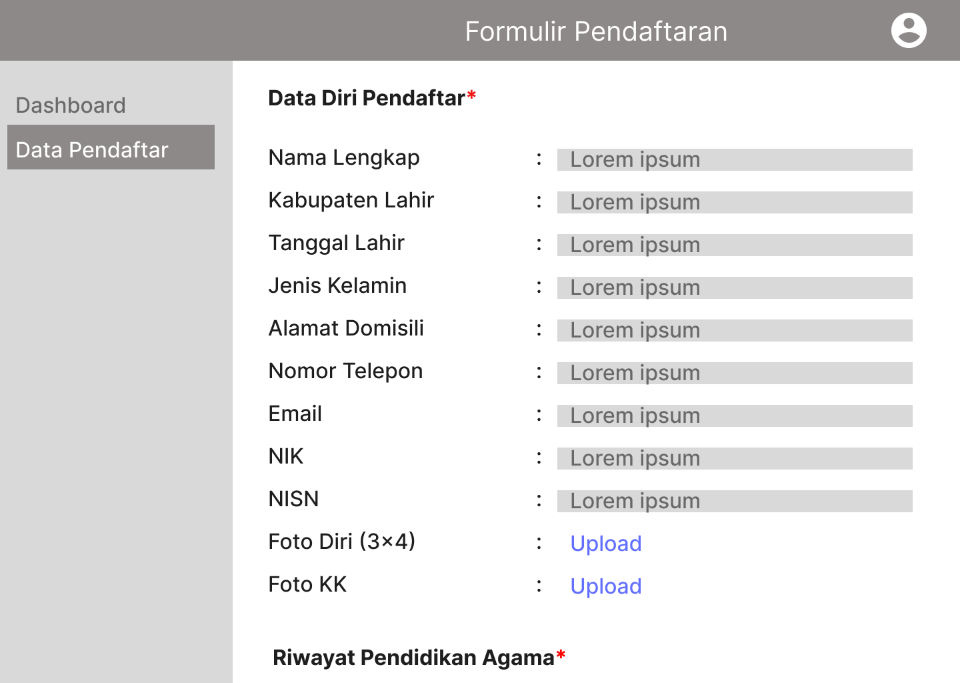 Formulir Pendaftaran
Dashboard
Data Pendaftar
Data Diri Pendaftar*
Nama Lengkap : Lorem ipsum
Kabupaten Lahir : Lorem ipsum
Tanggal Lahir : Lorem ipsum
Jenis Kelamin : Lorem ipsum
Alamat Domisili : Lorem ipsum
Nomor Telepon : Lorem ipsum
Email : Lorem ipsum
NIK : Lorem ipsum
NISN : Lorem ipsum
Foto Diri (3×4) : Upload
Foto KK : Upload
Riwayat Pendidikan Agama*